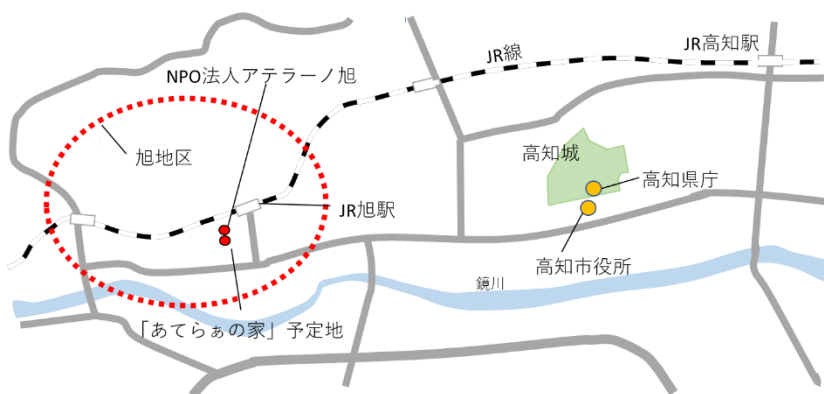 JR高知駅
JR線
NPO法人アテラーノ旭
旭地区
高知城
高知県庁
JR旭駅
高知市役所
鏡川
「あてらぁの家」予定地